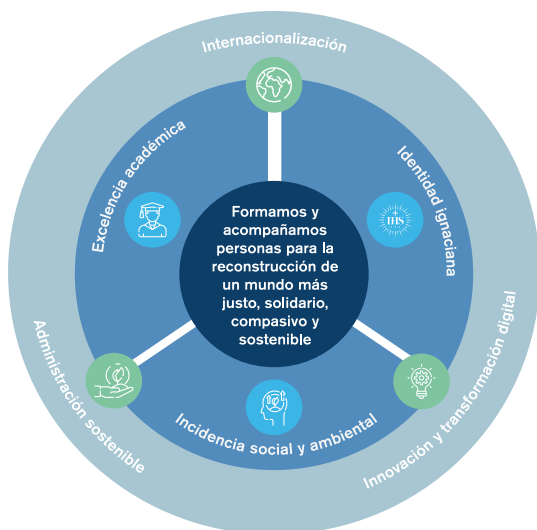 Internacionalización
Excelencia académica
Identidad ignaciana
IHS
Formamos y
acompañamos
personas para la
reconstrucción de
un mundo más
justo, solidario,
compasivo y
sostenible
Administración sostenible
Incidencia social y ambiental
Innovación y transformación digital